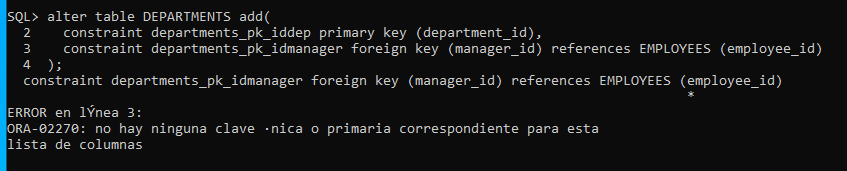 SQL> alter table DEPARTMENTS add(
  2    constraint departments_pk_iddep primary key (department_id),
  3    constraint departments_pk_idmanager foreign key (manager_id) references EMPLOYEES (employee_id)
  4  );
  constraint departments_pk_idmanager foreign key (manager_id) references EMPLOYEES (employee_id)
                                                                                     *
ERROR en lÝnea 3:
ORA-02270: no hay ninguna clave ·nica o primaria correspondiente para esta
lista de columnas